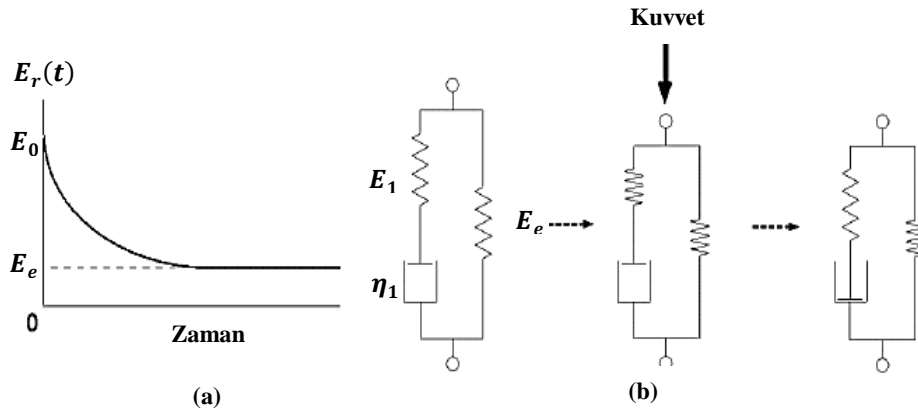 Kuvvet
E_r(t)
E_0
E_1
E_e
E_e
η_1
0
Zaman
(a)
(b)